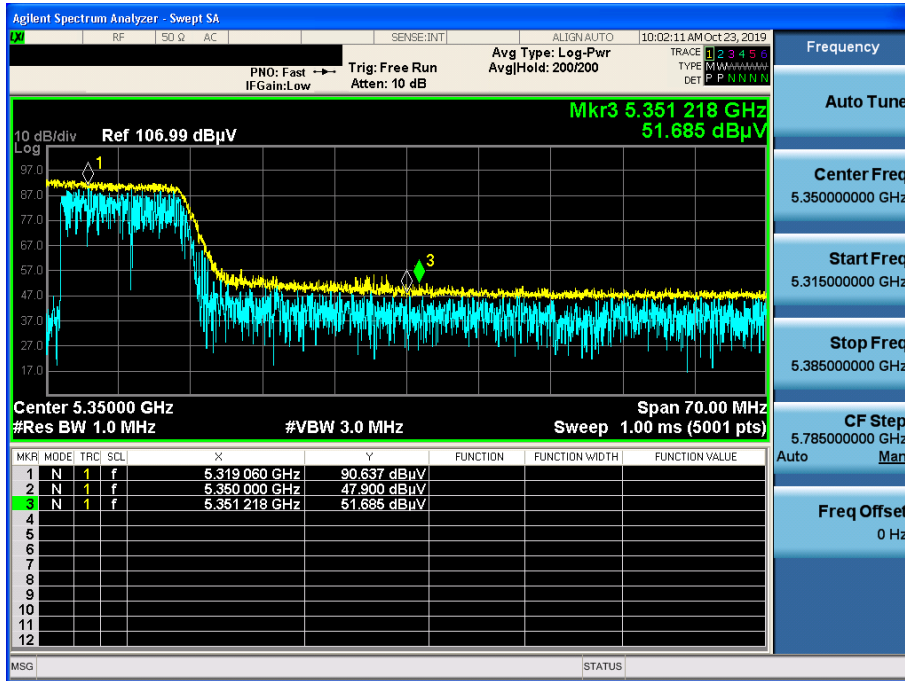 Agilent Spectrum Analyzer - Swept SA
LXI RF 50 Ω AC SENSE:INT ALIGN AUTO 10:02:11 AM Oct 23, 2019
PNO: Fast
IFGain:Low
Trig: Free Run
Atten: 10 dB
Avg Type: Log-Pwr
Avg|Hold: 200/200
TRACE 1 2 3 4 5 6
TYPE M W
DET P P N N N N
Mkr3 5.351 218 GHz
51.685 dBµV
10 dB/div Ref 106.99 dBµV
Log
97.0
87.0
77.0
67.0
57.0
47.0
37.0
27.0
17.0
1
3
Center 5.35000 GHz Span 70.00 MHz
#Res BW 1.0 MHz #VBW 3.0 MHz Sweep 1.00 ms (5001 pts)
MKR MODE TRC SCL X Y FUNCTION FUNCTION WIDTH FUNCTION VALUE
1 N 1 f 5.319 060 GHz 90.637 dBµV
2 N 1 f 5.350 000 GHz 47.900 dBµV
3 N 1 f 5.351 218 GHz 51.685 dBµV
4
5
6
7
8
9
10
11
12
MSG STATUS
Frequency
Auto Tune
Center Freq
5.350000000 GHz
Start Freq
5.315000000 GHz
Stop Freq
5.385000000 GHz
CF Step
5.785000000 GHz
Auto Man
Freq Offset
0 Hz